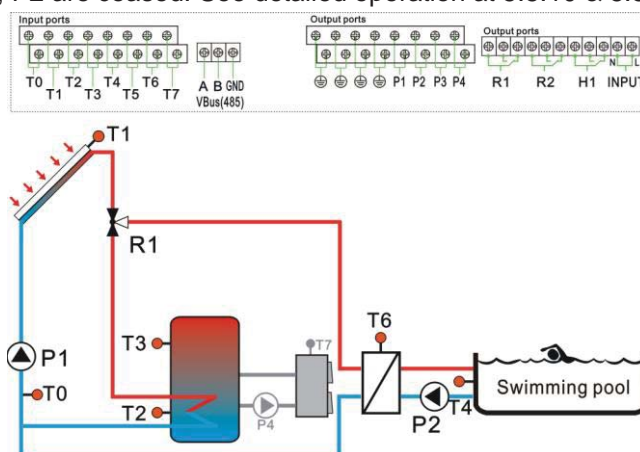 Input ports
T0 T2 T4 T6
T1 T3 T5 T7
A B GND
VBus(485)
Output ports
P1 P2 P3 P4
Output ports
N L
R1 R2 H1 INPUT
T1
R1
T3
T7
T6
P1
T0
T2
P4
P2
T4
Swimming pool